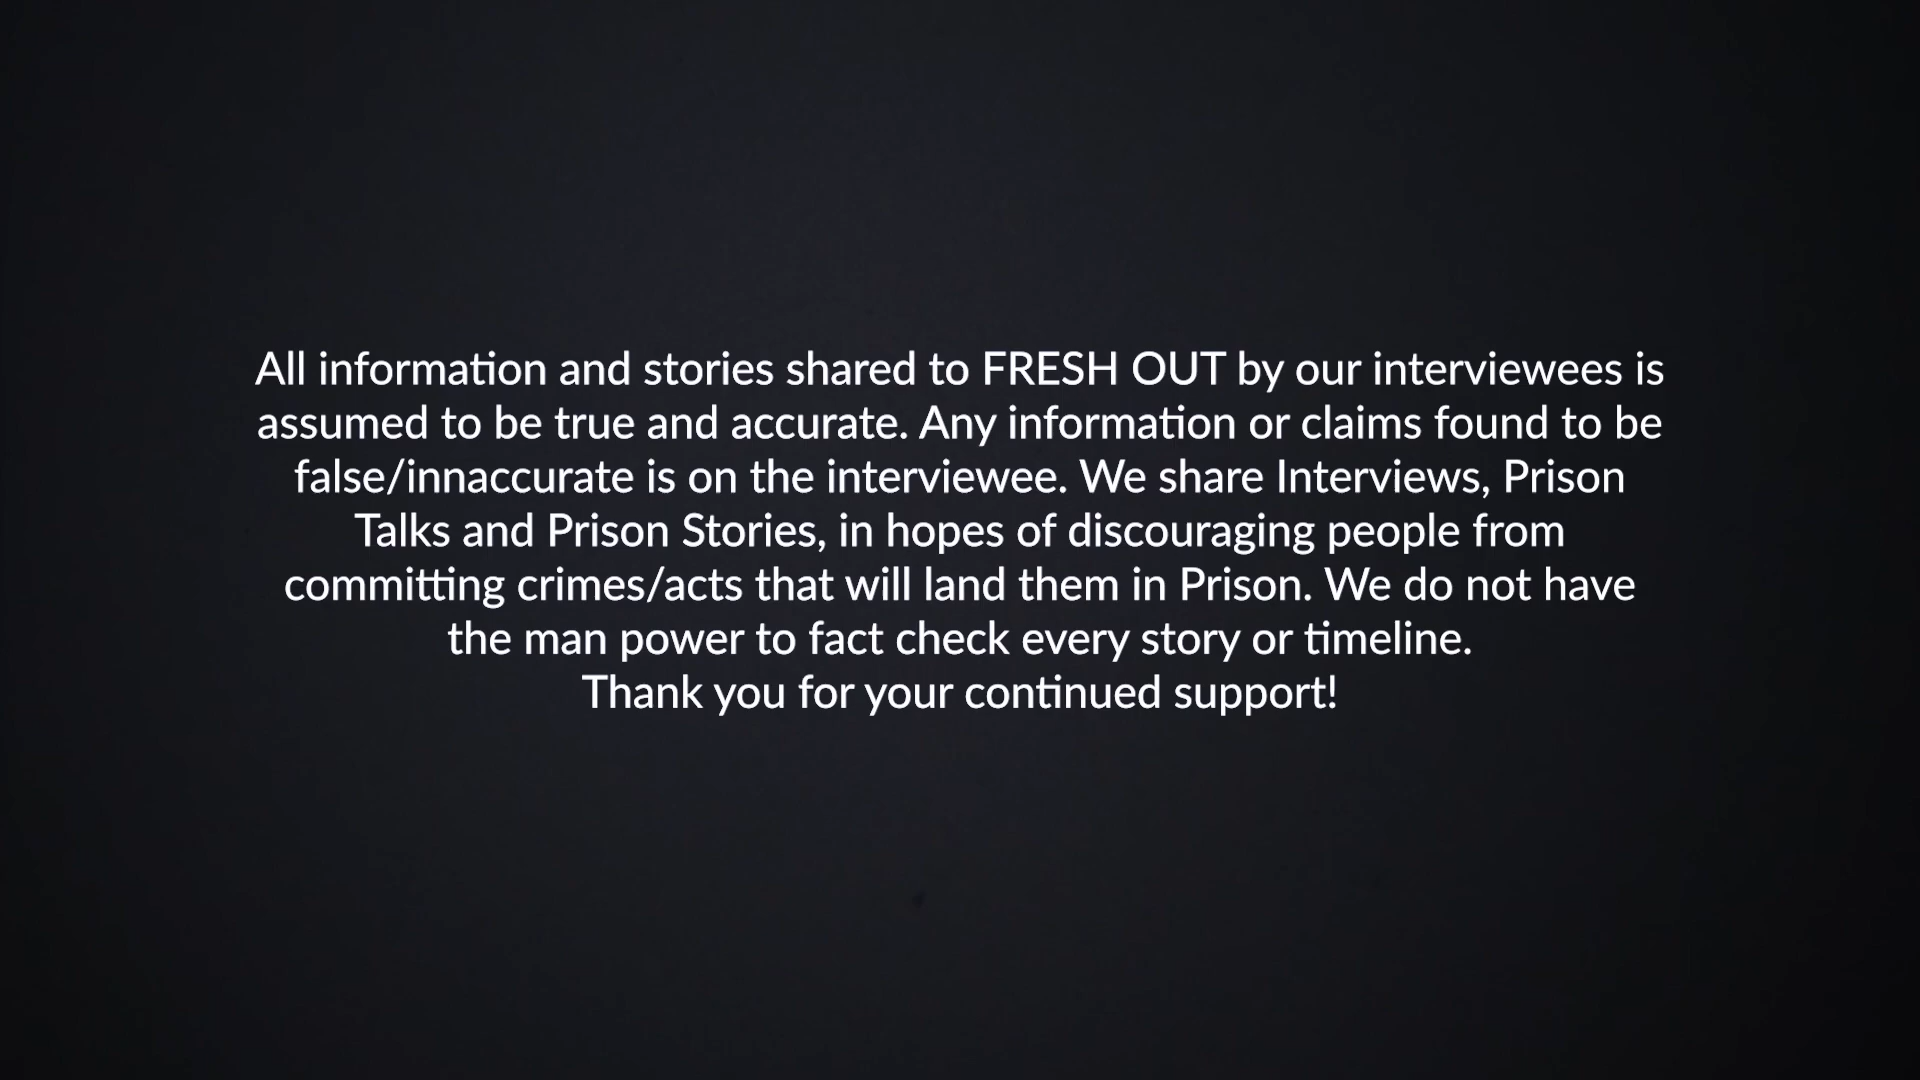 All information and stories shared to FRESH OUT by our interviewees is
assumed to be true and accurate. Any information or claims found to be
false/innaccurate is on the interviewee. We share Interviews, Prison
Talks and Prison Stories, in hopes of discouraging people from
committing crimes/acts that will land them in Prison. We do not have
the man power to fact check every story or timeline.
Thank you for your continued support!